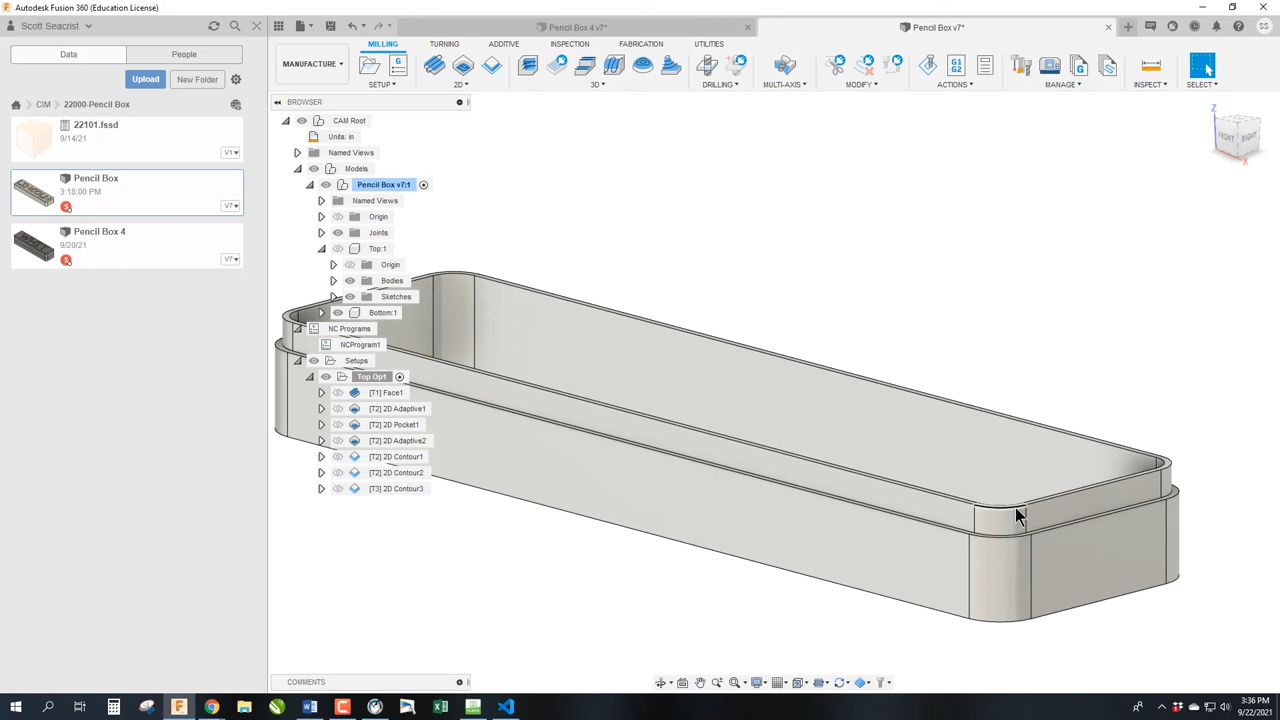 Autodesk Fusion 360 (Education License)
Scott Seacrist
Pencil Box 4 v7*
Pencil Box v7*
SS
Data
People
Upload
New Folder
CIM
22000-Pencil Box
22101.fssd
9/14/21
V1
Pencil Box
3:18:00 PM
V7
Pencil Box 4
9/20/21
V7
MILLING
TURNING
ADDITIVE
INSPECTION
FABRICATION
UTILITIES
MANUFACTURE
SETUP
2D
3D
DRILLING
MULTI-AXIS
MODIFY
G1
G2
ACTIONS
MANAGE
INSPECT
SELECT
BROWSER
CAM Root
Units: in
Named Views
Models
Pencil Box v7:1
Named Views
Origin
Joints
Top:1
Origin
Bodies
Sketches
Bottom:1
NC Programs
NCProgram1
Setups
Top Op1
[T1] Face1
[T2] 2D Adaptive1
[T2] 2D Pocket1
[T2] 2D Adaptive2
[T2] 2D Contour1
[T2] 2D Contour2
[T3] 2D Contour3
Z
FRONT
RIGHT
X
COMMENTS
3:36 PM
9/22/2021